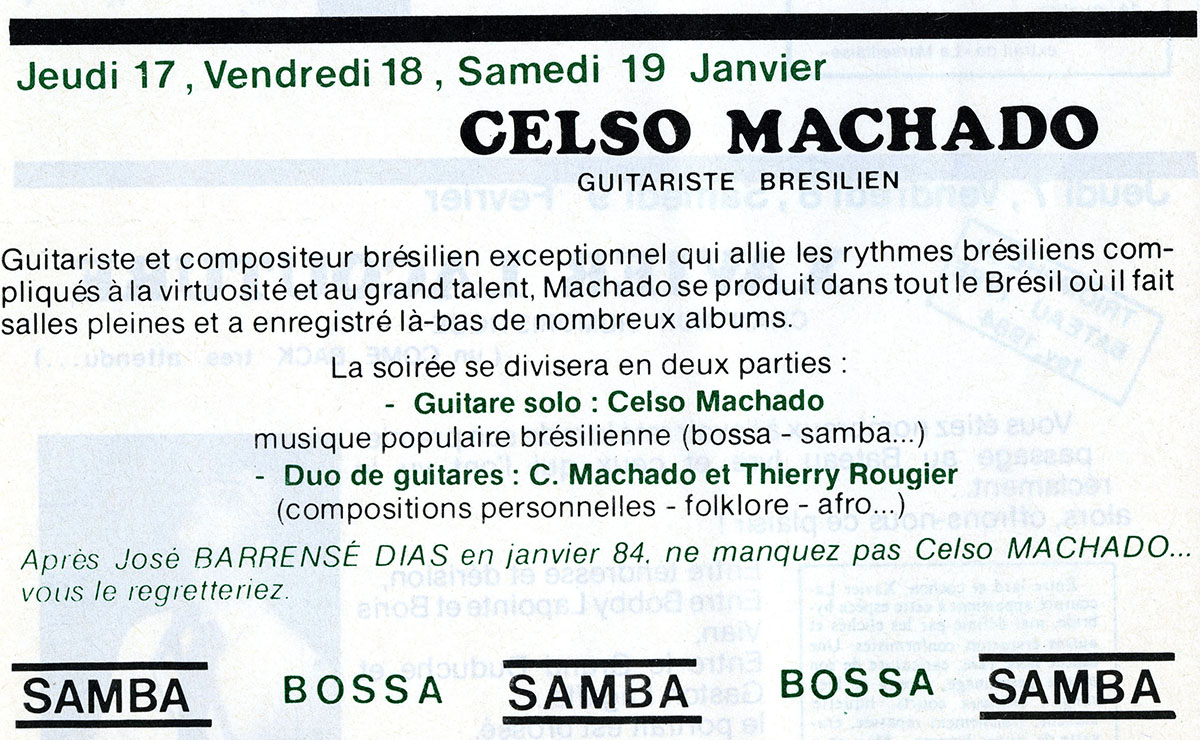 Jeudi 17 , Vendredi 18 , Samedi 19 Janvier
CELSO MACHADO
GUITARISTE BRESILIEN
Guitariste et compositeur brésilien exceptionnel qui allie les rythmes brésiliens com-
pliqués à la virtuosité et au grand talent, Machado se produit dans tout le Brésil où il fait
salles pleines et a enregistré là-bas de nombreux albums.
La soirée se divisera en deux parties :
- Guitare solo : Celso Machado
musique populaire brésilienne (bossa - samba...)
- Duo de guitares : C. Machado et Thierry Rougier
(compositions personnelles - folklore - afro...)
Après José BARRENSÉ DIAS en janvier 84, ne manquez pas Celso MACHADO...
vous le regretteriez.
SAMBA BOSSA SAMBA BOSSA SAMBA